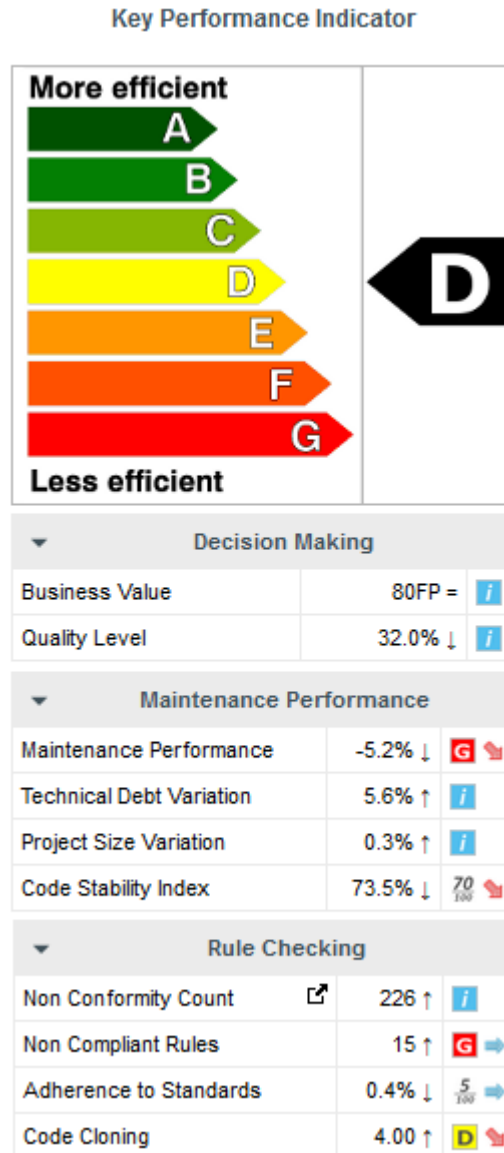 Key Performance Indicator
More efficient
A
B
C
D
D
E
F
G
Less efficient
Decision Making
Business Value 80FP = i
Quality Level 32.0% ↓ i
Maintenance Performance
Maintenance Performance -5.2% ↓ G
Technical Debt Variation 5.6% ↑ i
Project Size Variation 0.3% ↑ i
Code Stability Index 73.5% ↓ 70/100
Rule Checking
Non Conformity Count 226 ↑ i
Non Compliant Rules 15 ↑ G
Adherence to Standards 0.4% ↓ 5/100
Code Cloning 4.00 ↑ D